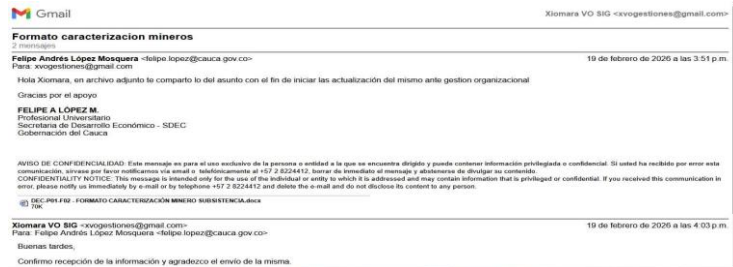 Gmail
Xiomara VO SIG <xvogestiones@gmail.com>
Formato caracterizacion mineros
2 mensajes
Felipe Andrés López Mosquera <felipe.lopez@cauca.gov.co>
19 de febrero de 2026 a las 3:51 p.m.
Para: xvogestiones@gmail.com
Hola Xiomara, en archivo adjunto te comparto lo del asunto con el fin de iniciar las actualización del mismo ante gestion organizacional
Gracias por el apoyo
FELIPE A LÓPEZ M.
Profesional Universitario
Secretaria de Desarrollo Económico - SDEC
Gobernación del Cauca
AVISO DE CONFIDENCIALIDAD: Este mensaje es para el uso exclusivo de la persona o entidad a la que se encuentra dirigido y puede contener información privilegiada o confidencial. Si usted ha recibido por error esta
comunicación, sírvase por favor notificarnos vía email o telefónicamente al +57 2 8224412, borrar de inmediato el mensaje y abstenerse de divulgar su contenido.
CONFIDENTIALITY NOTICE: This message is intended only for the use of the individual or entity to which it is addressed and may contain information that is privileged or confidential. If you received this communication in
error, please notify us immediately by e-mail or by telephone +57 2 8224412 and delete the e-mail and do not disclose its content to any person.
DEC-P01-F02 - FORMATO CARACTERIZACIÓN MINERO SUBSISTENCIA.docx
70K
Xiomara VO SIG <xvogestiones@gmail.com>
19 de febrero de 2026 a las 4:03 p.m.
Para: Felipe Andrés López Mosquera <felipe.lopez@cauca.gov.co>
Buenas tardes,
Confirmo recepción de la información y agradezco el envío de la misma.